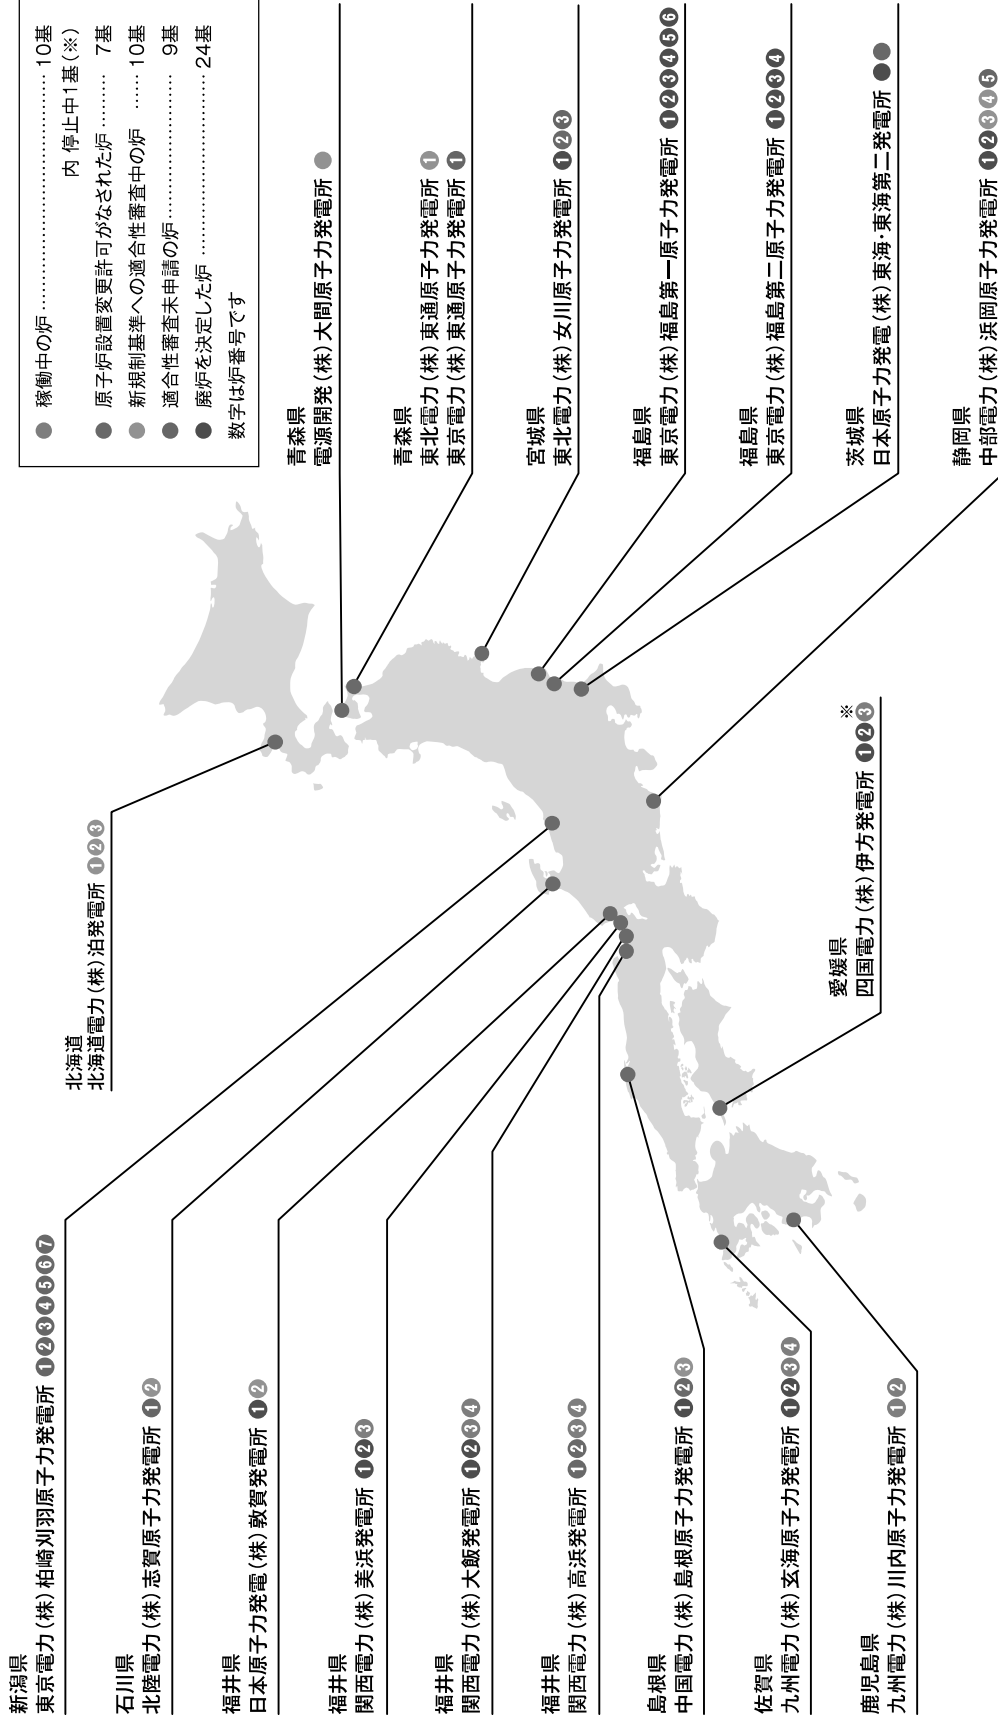 ● 稼働中の炉 ……………………………… 10基
内 停止中1基（※）
● 原子炉設置変更許可がなされた炉 ……… 7基
● 新規制基準への適合性審査中の炉 …… 10基
● 適合性審査未申請の炉 …………………… 9基
● 廃炉を決定した炉 ……………………… 24基
数字は炉番号です
北海道
北海道電力（株）泊発電所 ❶❷❸
青森県
電源開発（株）大間原子力発電所 ●
青森県
東北電力（株）東通原子力発電所 ❶
東京電力（株）東通原子力発電所 ❶
宮城県
東北電力（株）女川原子力発電所 ❶❷❸
福島県
東京電力（株）福島第一原子力発電所 ❶❷❸❹❺❻
福島県
東京電力（株）福島第二原子力発電所 ❶❷❸❹
茨城県
日本原子力発電（株）東海・東海第二発電所 ●●
静岡県
中部電力（株）浜岡原子力発電所 ❶❷❸❹❺
新潟県
東京電力（株）柏崎刈羽原子力発電所 ❶❷❸❹❺❻❼
石川県
北陸電力（株）志賀原子力発電所 ❶❷
福井県
日本原子力発電（株）敦賀発電所 ❶❷
福井県
関西電力（株）美浜発電所 ❶❷❸
福井県
関西電力（株）大飯発電所 ❶❷❸❹
福井県
関西電力（株）高浜発電所 ❶❷❸❹
島根県
中国電力（株）島根原子力発電所 ❶❷❸
佐賀県
九州電力（株）玄海原子力発電所 ❶❷❸❹
鹿児島県
九州電力（株）川内原子力発電所 ❶❷
愛媛県
※
四国電力（株）伊方発電所 ❶❷❸